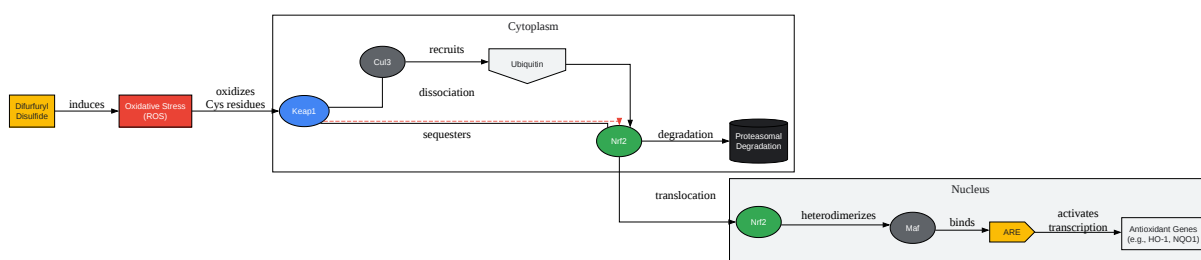 Cytoplasm
Cul3
recruits
Ubiquitin
dissociation
Difurfuryl
Disulfide
induces
Oxidative Stress
(ROS)
oxidizes
Cys residues
Keap1
sequesters
Nrf2
degradation
Proteasomal
Degradation
translocation
Nucleus
Nrf2
heterodimerizes
Maf
binds
ARE
activates
transcription
Antioxidant Genes
(e.g., HO-1, NQO1)